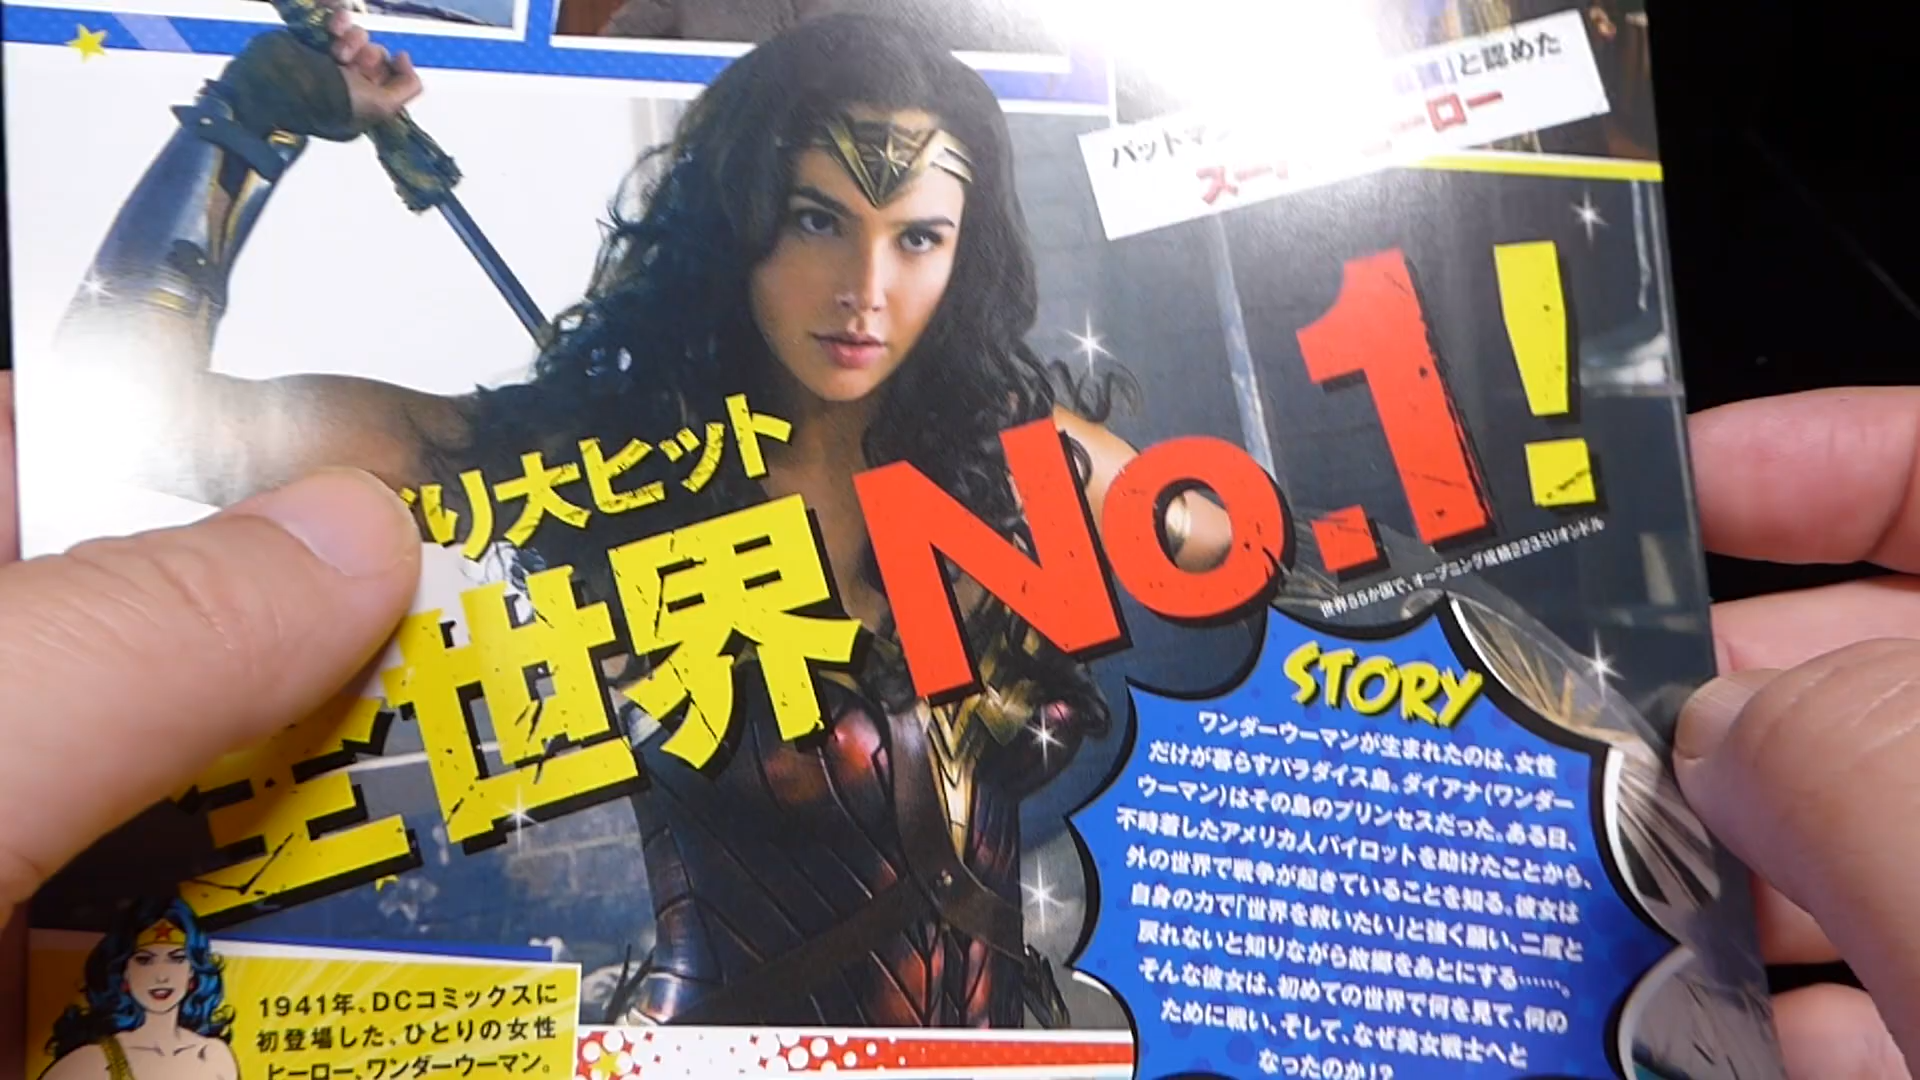 と認めた
バットマン
スー
ロー
り大ヒット
全世界No.1!
世界55か国で、オープニング成績223ミリオンドル
STORY
ワンダーウーマンが生まれたのは、女性
だけが暮らすパラダイス島。ダイアナ(ワンダー
ウーマン)はその島のプリンセスだった。ある日、
不時着したアメリカ人パイロットを助けたことから、
外の世界で戦争が起きていることを知る。彼女は
自身の力で「世界を救いたい」と強く願い、二度と
戻れないと知りながら故郷をあとにする……。
そんな彼女は、初めての世界で何を見て、何の
ために戦い、そして、なぜ美女戦士へと
なったのか!?
1941年、DCコミックスに
初登場した、ひとりの女性
ヒーロー、ワンダーウーマン。